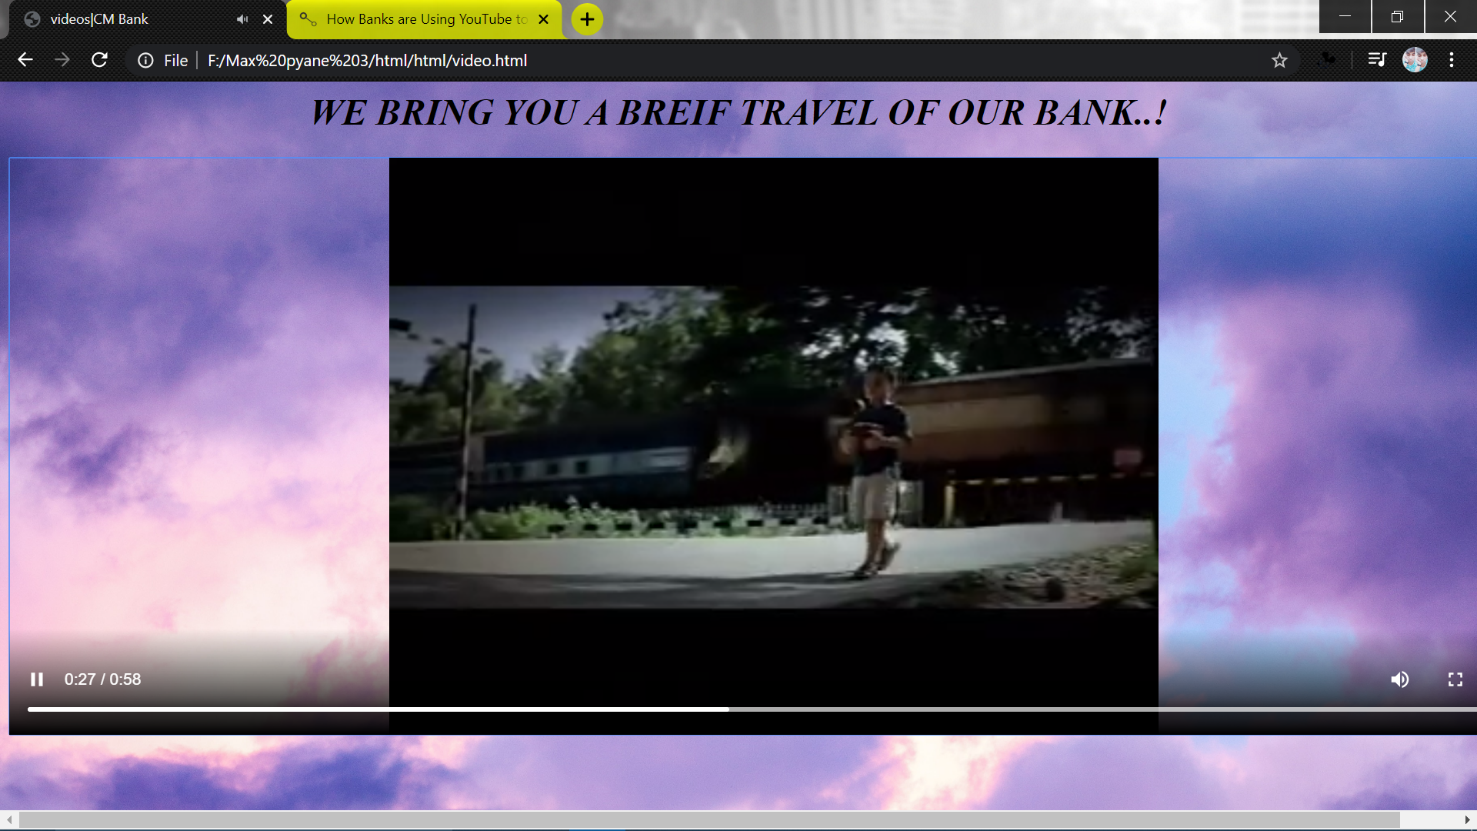 videos|CM Bank
How Banks are Using YouTube to
File
F:/Max%20pyane%203/html/html/video.html
WE BRING YOU A BREIF TRAVEL OF OUR BANK..!
0:27 / 0:58